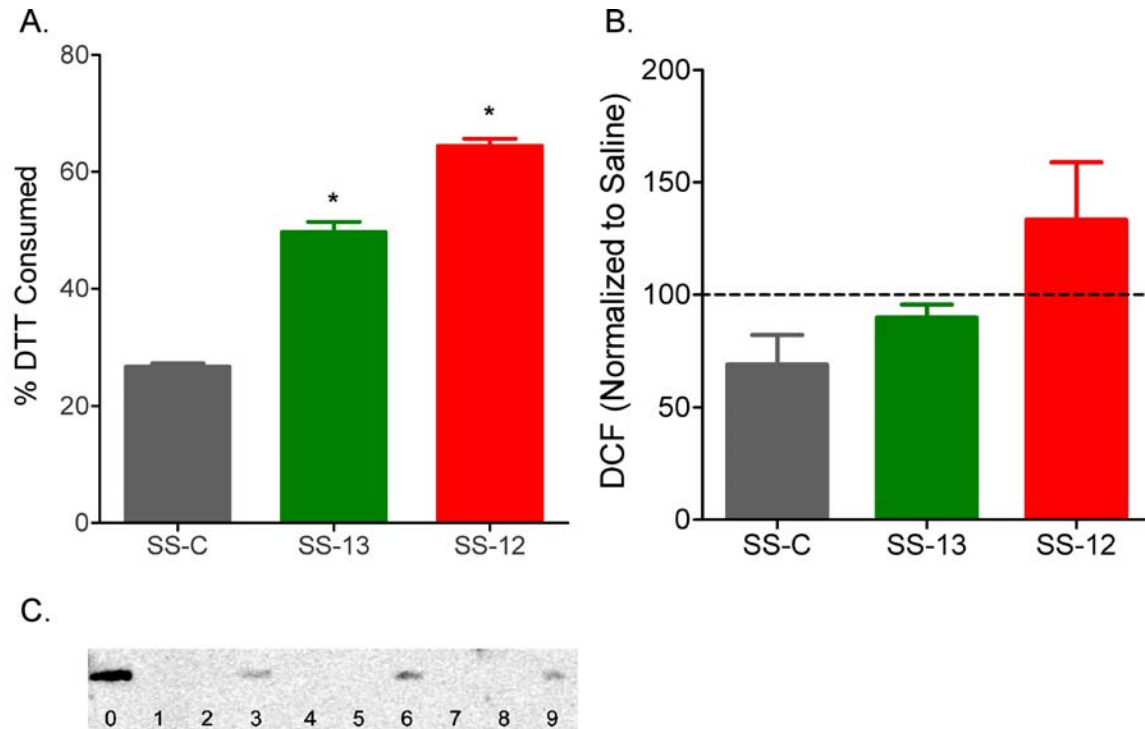 A.
80
60
40
20
0
% DTT Consumed
*
*
SS-C SS-13 SS-12
B.
200
150
100
50
0
DCF (Normalized to Saline)
SS-C SS-13 SS-12
C.
0 1 2 3 4 5 6 7 8 9